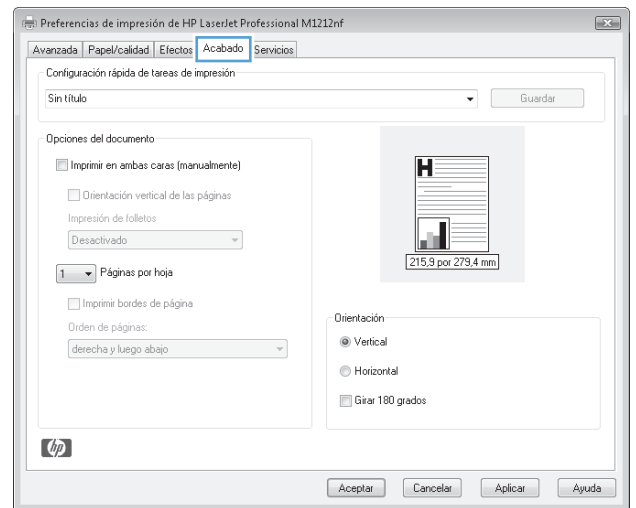 Preferencias de impresión de HP LaserJet Professional M1212nf
Avanzada Papel/calidad Efectos Acabado Servicios
Configuración rápida de tareas de impresión
Sin título Guardar
Opciones del documento
Imprimir en ambas caras (manualmente)
Orientación vertical de las páginas
Impresión de folletos
Desactivado
1 Páginas por hoja
Imprimir bordes de página
Orden de páginas:
derecha y luego abajo
H
215,9 por 279,4 mm
Orientación
Vertical
Horizontal
Girar 180 grados
hp
Aceptar Cancelar Aplicar Ayuda